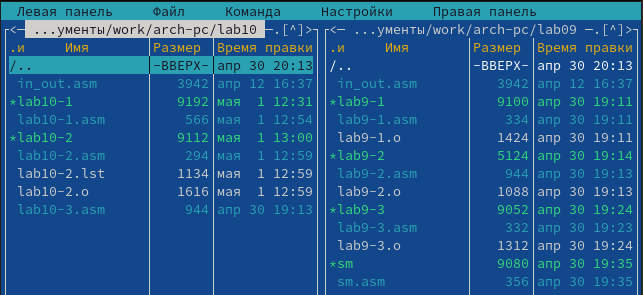 Левая панель Файл Команда Настройки Правая панель
<─ ...ументы/work/arch-pc/lab10 ─.[^]> <─ ...ументы/work/arch-pc/lab09 ─.[^]>
.и Имя Размер Время правки .и Имя Размер Время правки
/.. -ВВЕРХ- апр 30 20:13 /.. -ВВЕРХ- апр 30 20:13
in_out.asm 3942 апр 12 16:37 in_out.asm 3942 апр 12 16:37
*lab10-1 9192 мая 1 12:31 *lab9-1 9100 апр 30 19:11
lab10-1.asm 566 мая 1 12:54 lab9-1.asm 334 апр 30 19:11
*lab10-2 9112 мая 1 13:00 lab9-1.o 1424 апр 30 19:11
lab10-2.asm 294 мая 1 12:59 *lab9-2 5124 апр 30 19:14
lab10-2.lst 1134 мая 1 12:59 lab9-2.asm 944 апр 30 19:13
lab10-2.o 1616 мая 1 12:59 lab9-2.o 1088 апр 30 19:13
lab10-3.asm 944 апр 30 19:13 *lab9-3 9052 апр 30 19:24
lab9-3.asm 332 апр 30 19:23
lab9-3.o 1312 апр 30 19:24
*sm 9080 апр 30 19:35
sm.asm 356 апр 30 19:35